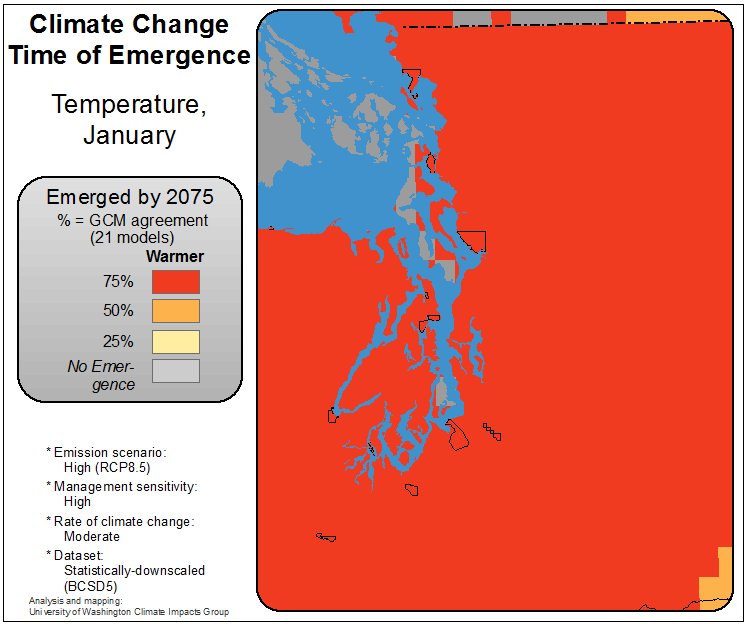 Climate Change
Time of Emergence
Temperature,
January
Emerged by 2075
% = GCM agreement
(21 models)
Warmer
75%
50%
25%
No Emer-
gence
* Emission scenario:
High (RCP8.5)
* Management sensitivity:
High
* Rate of climate change:
Moderate
* Dataset:
Statistically-downscaled
(BCSD5)
Analysis and mapping:
University of Washington Climate Impacts Group